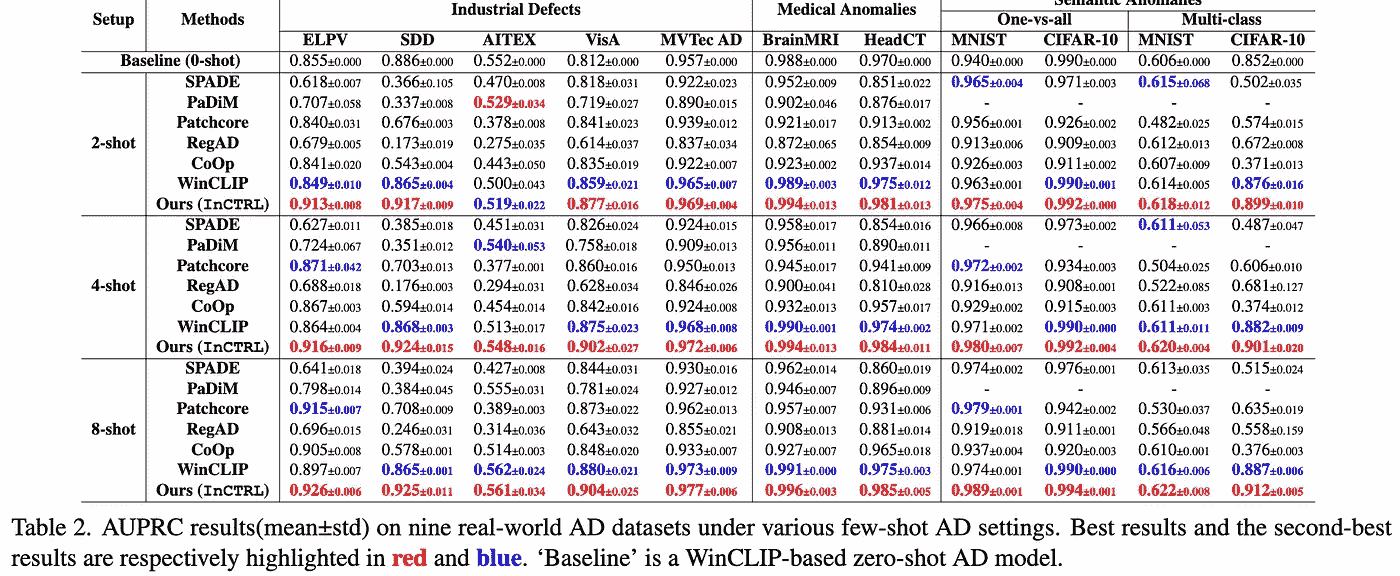 Semantic Anomalies
Setup Methods Industrial Defects Medical Anomalies One-vs-all Multi-class
ELPV SDD AITEX VisA MVTec AD BrainMRI HeadCT MNIST CIFAR-10 MNIST CIFAR-10
Baseline (0-shot) 0.855±0.000 0.886±0.000 0.552±0.000 0.812±0.000 0.957±0.000 0.988±0.000 0.970±0.000 0.940±0.000 0.990±0.000 0.606±0.000 0.852±0.000
2-shot
SPADE 0.618±0.007 0.366±0.105 0.470±0.008 0.818±0.031 0.922±0.023 0.952±0.009 0.851±0.022 0.965±0.004 0.971±0.003 0.615±0.068 0.502±0.035
PaDiM 0.707±0.058 0.337±0.008 0.529±0.034 0.719±0.027 0.890±0.015 0.902±0.046 0.876±0.017 - - - -
Patchcore 0.840±0.031 0.676±0.003 0.378±0.008 0.841±0.023 0.939±0.012 0.921±0.017 0.913±0.002 0.956±0.001 0.926±0.002 0.482±0.025 0.574±0.015
RegAD 0.679±0.005 0.173±0.019 0.275±0.035 0.614±0.037 0.837±0.034 0.872±0.065 0.854±0.009 0.913±0.006 0.909±0.003 0.612±0.013 0.672±0.008
CoOp 0.841±0.020 0.543±0.004 0.443±0.050 0.835±0.019 0.922±0.007 0.923±0.002 0.937±0.014 0.926±0.003 0.911±0.002 0.607±0.009 0.371±0.013
WinCLIP 0.849±0.010 0.865±0.004 0.500±0.043 0.859±0.021 0.965±0.007 0.989±0.003 0.975±0.012 0.963±0.001 0.990±0.001 0.614±0.005 0.876±0.016
Ours (InCTRL) 0.913±0.008 0.917±0.009 0.519±0.022 0.877±0.016 0.969±0.004 0.994±0.013 0.981±0.013 0.975±0.004 0.992±0.000 0.618±0.012 0.899±0.010
4-shot
SPADE 0.627±0.011 0.385±0.018 0.451±0.031 0.826±0.024 0.924±0.015 0.958±0.017 0.854±0.016 0.966±0.008 0.973±0.002 0.611±0.053 0.487±0.047
PaDiM 0.724±0.067 0.351±0.012 0.540±0.053 0.758±0.018 0.909±0.013 0.956±0.011 0.890±0.011 - - - -
Patchcore 0.871±0.042 0.703±0.013 0.377±0.001 0.860±0.016 0.950±0.013 0.945±0.017 0.941±0.009 0.972±0.002 0.934±0.003 0.504±0.025 0.606±0.010
RegAD 0.688±0.018 0.176±0.003 0.294±0.031 0.628±0.034 0.846±0.026 0.900±0.041 0.810±0.028 0.916±0.013 0.908±0.001 0.522±0.085 0.681±0.127
CoOp 0.867±0.003 0.594±0.014 0.454±0.014 0.842±0.016 0.924±0.008 0.932±0.013 0.957±0.017 0.929±0.002 0.915±0.003 0.611±0.003 0.374±0.012
WinCLIP 0.864±0.004 0.868±0.003 0.513±0.017 0.875±0.023 0.968±0.008 0.990±0.001 0.974±0.002 0.971±0.002 0.990±0.000 0.611±0.011 0.882±0.009
Ours (InCTRL) 0.916±0.009 0.924±0.015 0.548±0.016 0.902±0.027 0.972±0.006 0.994±0.013 0.984±0.011 0.980±0.007 0.992±0.004 0.620±0.004 0.901±0.020
8-shot
SPADE 0.641±0.018 0.394±0.024 0.427±0.008 0.844±0.031 0.930±0.016 0.962±0.014 0.860±0.019 0.974±0.002 0.976±0.001 0.613±0.035 0.515±0.024
PaDiM 0.798±0.014 0.384±0.045 0.555±0.031 0.781±0.024 0.927±0.012 0.946±0.007 0.896±0.009 - - - -
Patchcore 0.915±0.007 0.708±0.009 0.389±0.003 0.873±0.022 0.962±0.013 0.957±0.007 0.931±0.006 0.979±0.001 0.942±0.002 0.530±0.037 0.635±0.019
RegAD 0.696±0.015 0.246±0.031 0.314±0.036 0.643±0.032 0.855±0.021 0.908±0.013 0.881±0.014 0.919±0.018 0.911±0.001 0.566±0.048 0.558±0.159
CoOp 0.905±0.008 0.578±0.001 0.514±0.003 0.848±0.020 0.933±0.007 0.927±0.007 0.965±0.018 0.937±0.004 0.920±0.003 0.610±0.001 0.376±0.003
WinCLIP 0.897±0.007 0.865±0.001 0.562±0.024 0.880±0.021 0.973±0.009 0.991±0.000 0.975±0.003 0.974±0.001 0.990±0.000 0.616±0.006 0.887±0.006
Ours (InCTRL) 0.926±0.006 0.925±0.011 0.561±0.034 0.904±0.025 0.977±0.006 0.996±0.003 0.985±0.005 0.989±0.001 0.994±0.001 0.622±0.008 0.912±0.005
Table 2. AUPRC results(mean±std) on nine real-world AD datasets under various few-shot AD settings. Best results and the second-best
results are respectively highlighted in red and blue. ‘Baseline’ is a WinCLIP-based zero-shot AD model.